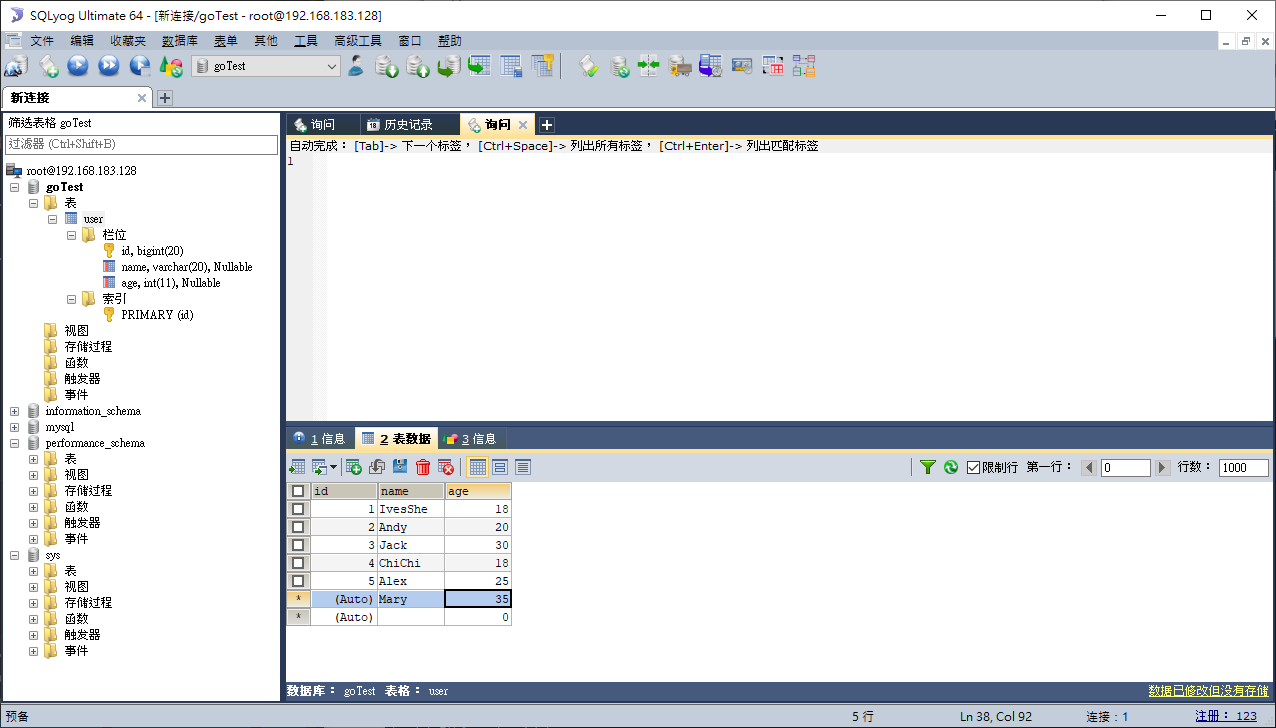 SQLyog Ultimate 64 - [新连接/goTest - root@192.168.183.128]
文件 编辑 收藏夹 数据库 表单 其他 工具 高级工具 窗口 帮助
goTest
新连接
筛选表格 goTest
过滤器 (Ctrl+Shift+B)
root@192.168.183.128
goTest
表
user
栏位
id, bigint(20)
name, varchar(20), Nullable
age, int(11), Nullable
索引
PRIMARY (id)
视图
存储过程
函数
触发器
事件
information_schema
mysql
performance_schema
表
视图
存储过程
函数
触发器
事件
sys
表
视图
存储过程
函数
触发器
事件
询问 历史记录 询问
自动完成： [Tab]-> 下一个标签， [Ctrl+Space]-> 列出所有标签， [Ctrl+Enter]-> 列出匹配标签
1
1 信息 2 表数据 3 信息
限制行 第一行： 0 行数： 1000
id name age
1 IvesShe 18
2 Andy 20
3 Jack 30
4 ChiChi 18
5 Alex 25
* (Auto) Mary 35
* (Auto) 0
数据库： goTest 表格： user 数据已修改但没有存储
预备 5 行 Ln 38, Col 92 连接 : 1 注册： 123